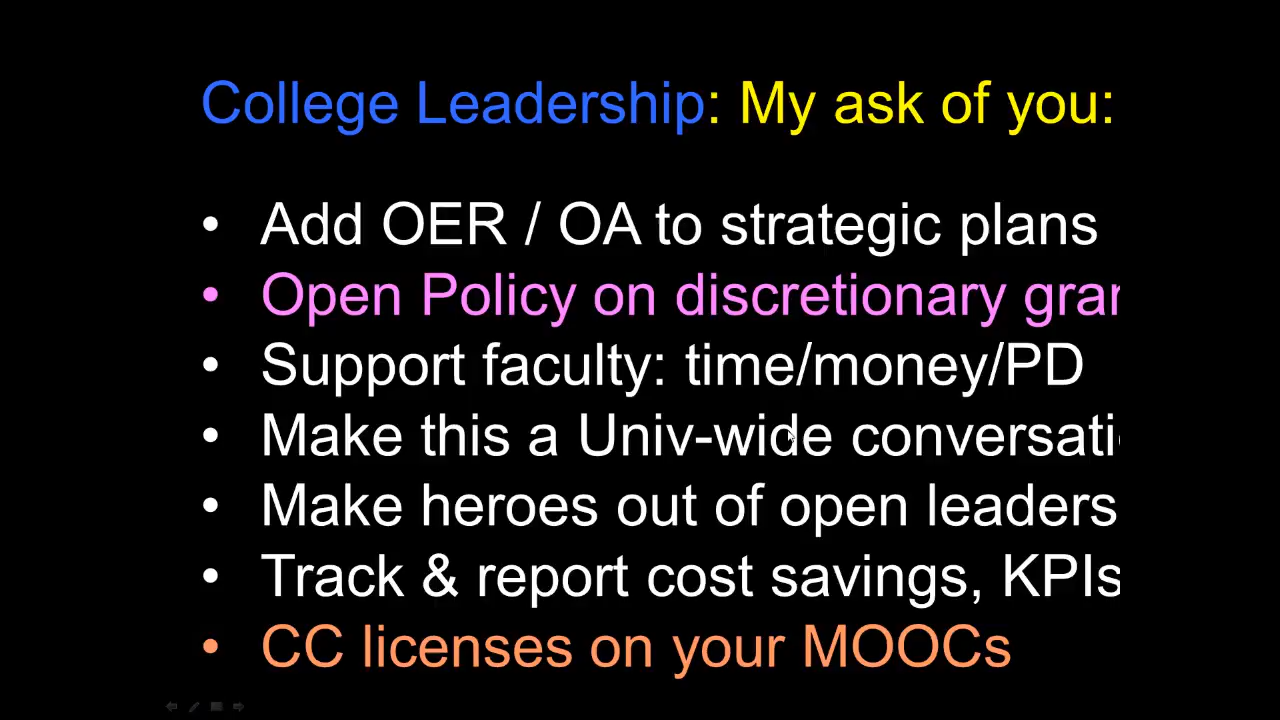 College Leadership: My ask of you:
• Add OER / OA to strategic plans
• Open Policy on discretionary
• Support faculty: time/money/PD
• Make this a Univ-wide
• Make heroes out of open leaders
• Track & report cost savings, KPIs
• CC licenses on your MOOCs